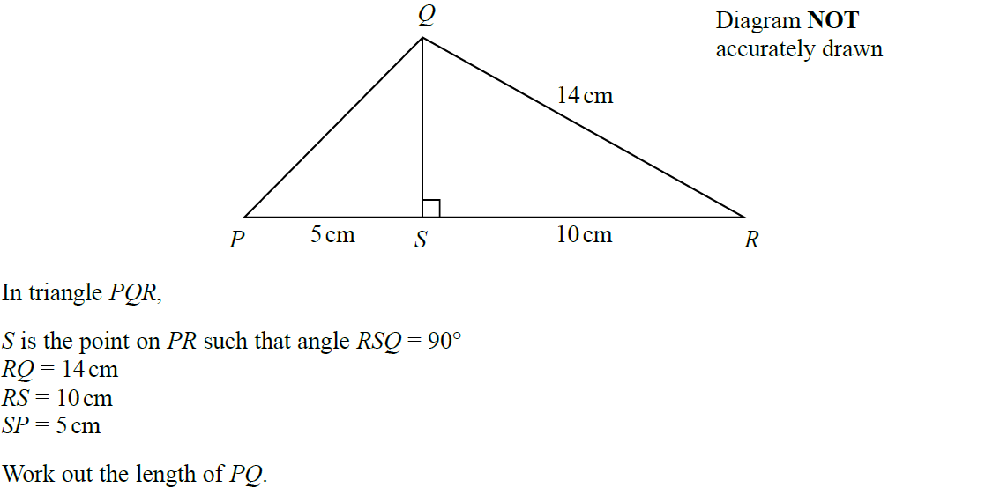 Q
Diagram NOT
accurately drawn
14 cm
P
5 cm
S
10 cm
R
In triangle PQR,
S is the point on PR such that angle RSQ = 90°
RQ = 14 cm
RS = 10 cm
SP = 5 cm
Work out the length of PQ.